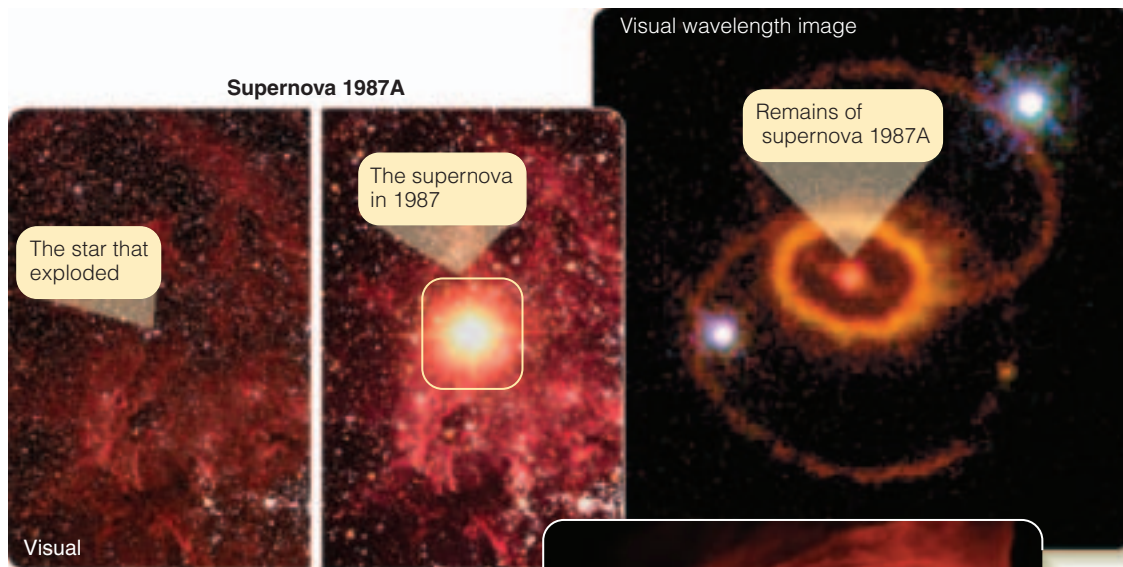 Visual wavelength image
Supernova 1987A
The star that
exploded
The supernova
in 1987
Remains of
supernova 1987A
Visual